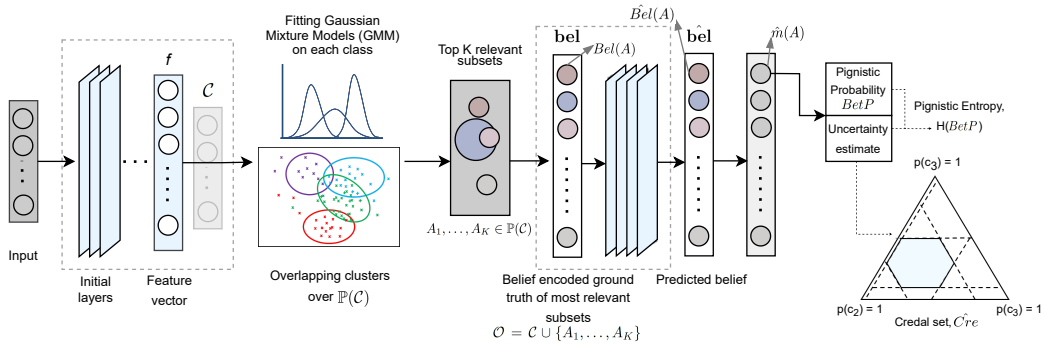 Input
Initial
layers
f
Feature
vector
𝒞
Fitting Gaussian
Mixture Models (GMM)
on each class
Overlapping clusters
over ℙ(𝒞)
Top K relevant
subsets
A₁, . . . , A_K ∈ ℙ(𝒞)
bel
Bel(A)
Belief encoded ground
truth of most relevant
subsets
𝒪 = 𝒞 ∪ {A₁, . . . , A_K}
Bêl(A)
b̂el
Predicted belief
m̂(A)
Pignistic
Probability
BetP
Uncertainty
estimate
Pignistic Entropy,
H(BetP)
p(c₃) = 1
p(c₂) = 1
p(c₃) = 1
Credal set, Cr̂e